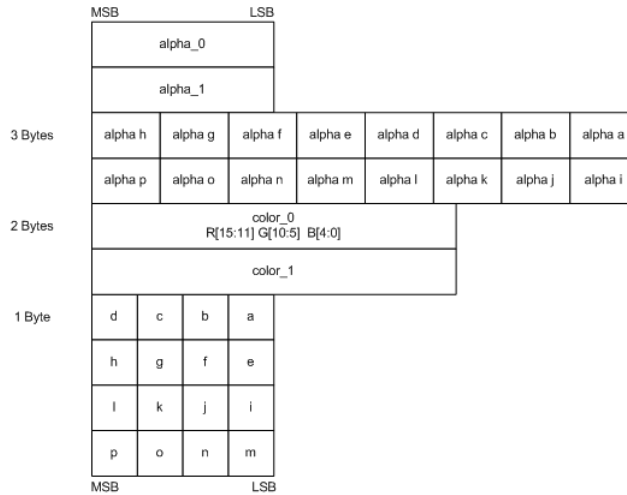 MSB LSB
alpha_0
alpha_1
3 Bytes alpha h alpha g alpha f alpha e alpha d alpha c alpha b alpha a
alpha p alpha o alpha n alpha m alpha l alpha k alpha j alpha i
2 Bytes color_0
R[15:11] G[10:5] B[4:0]
color_1
1 Byte d c b a
h g f e
l k j i
p o n m
MSB LSB